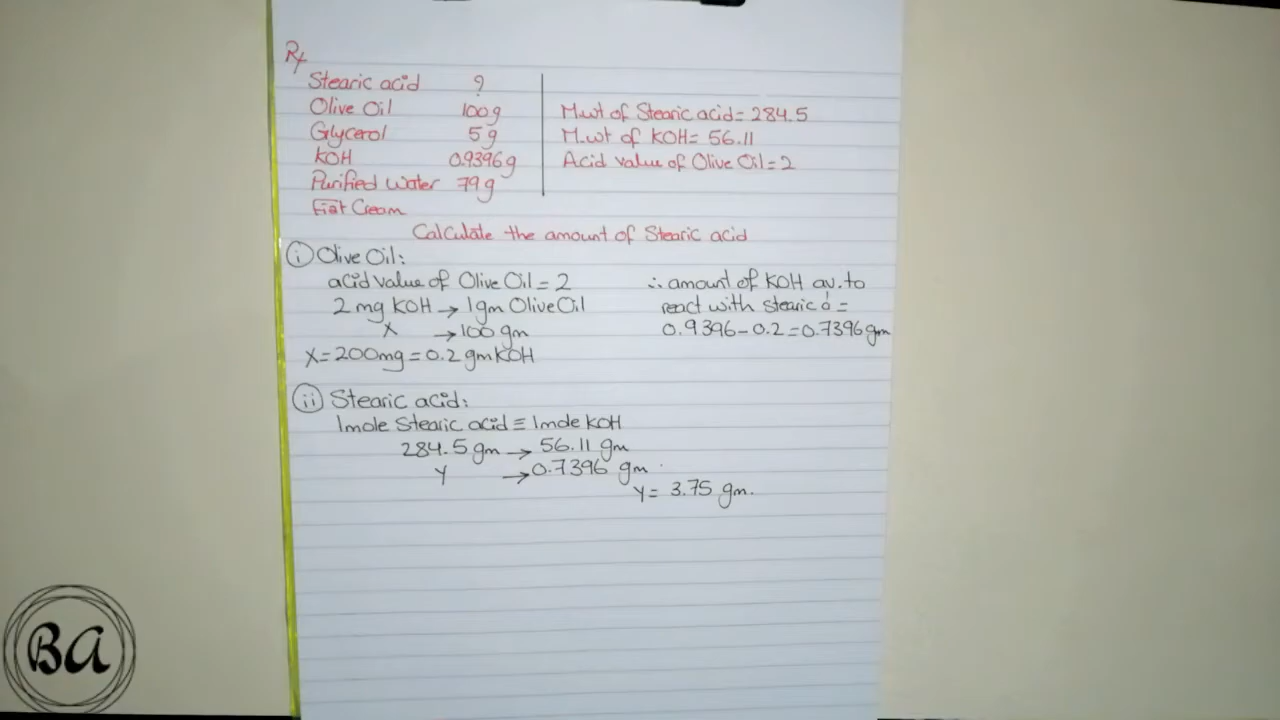 Rx
Stearic acid ?
Olive Oil 100g
Glycerol 5g
KOH 0.9396g
Purified Water 79g
Fiat Cream
M.wt of Stearic acid = 284.5
M.wt of KOH = 56.11
Acid value of Olive Oil = 2
Calculate the amount of Stearic acid
i Olive Oil:
acid value of Olive Oil = 2
2 mg KOH → 1gm Olive Oil
X → 100 gm
X = 200mg = 0.2 gm KOH
∴ amount of KOH av. to
react with stearic a =
0.9396 - 0.2 = 0.7396 gm
ii Stearic acid:
1mole Stearic acid ≡ 1mole KOH
284.5 gm → 56.11 gm
Y → 0.7396 gm
Y = 3.75 gm.
BA